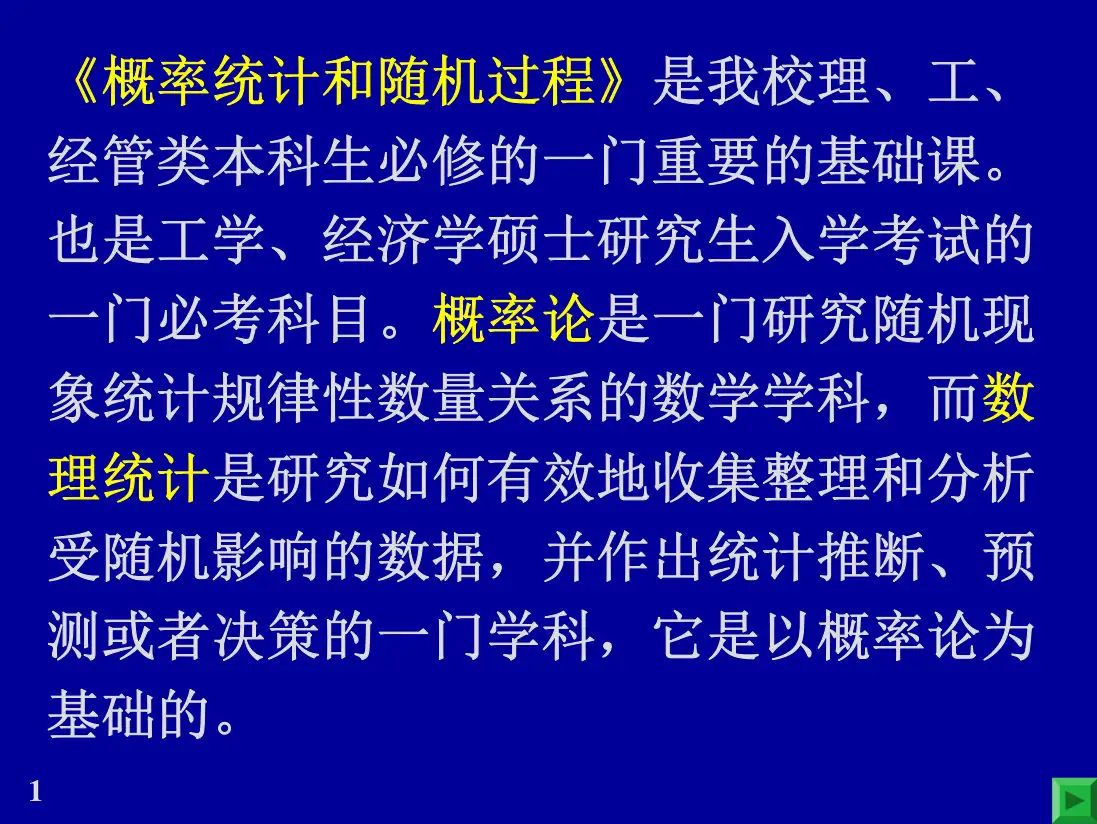 《概率统计和随机过程》是我校理、工、
经管类本科生必修的一门重要的基础课。
也是工学、经济学硕士研究生入学考试的
一门必考科目。概率论是一门研究随机现
象统计规律性数量关系的数学学科，而数
理统计是研究如何有效地收集整理和分析
受随机影响的数据，并作出统计推断、预
测或者决策的一门学科，它是以概率论为
基础的。
1